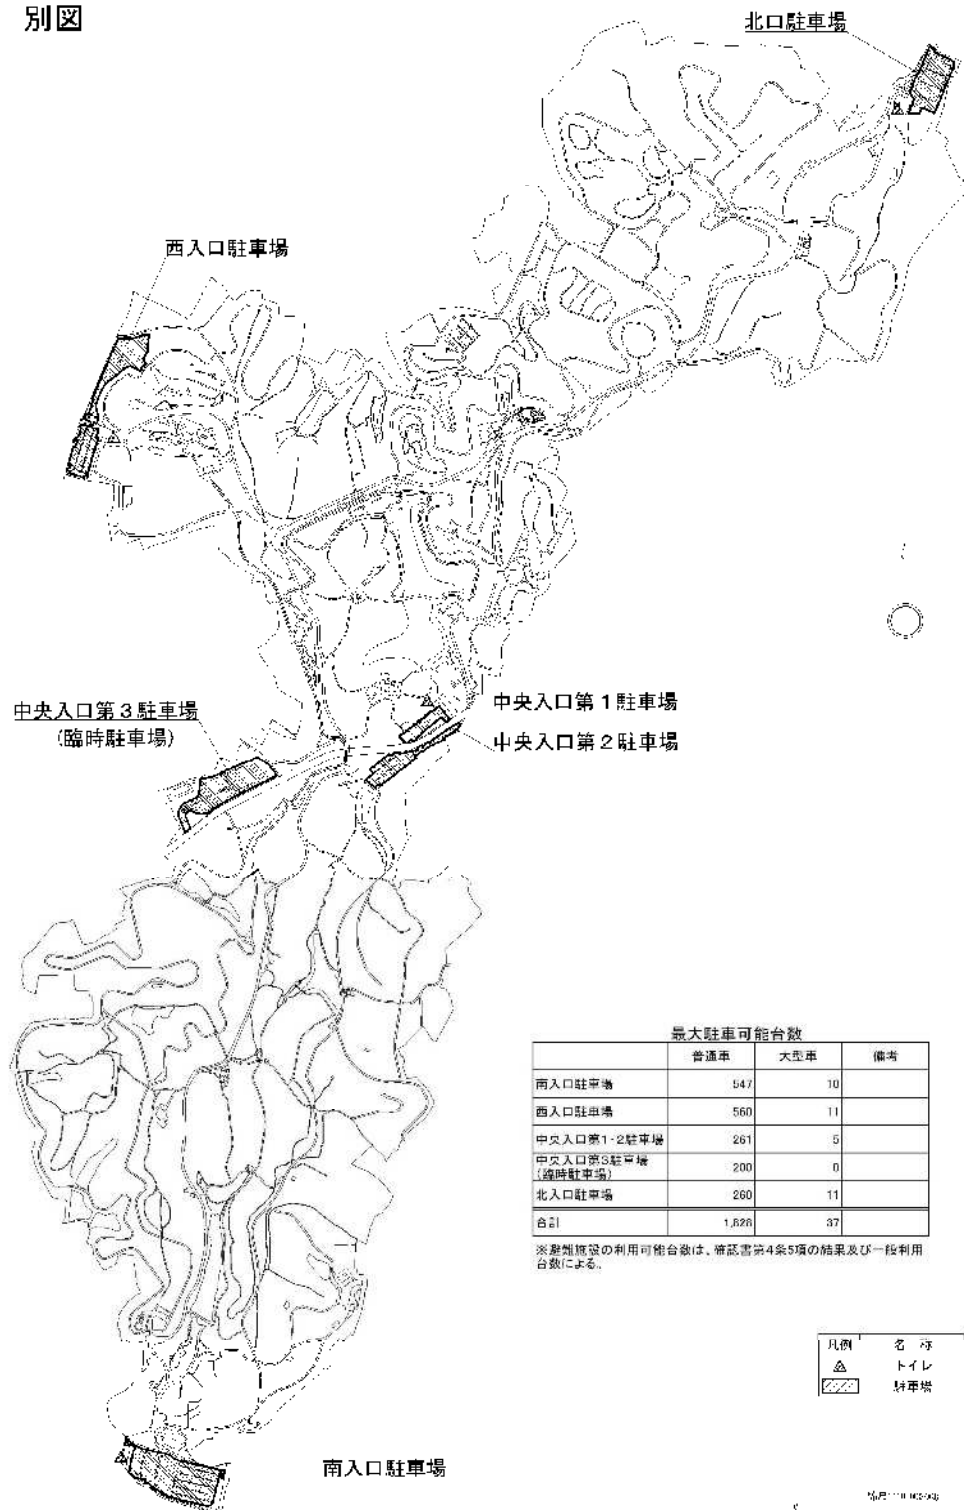 別図
北口駐車場
西入口駐車場
中央入口第1駐車場
中央入口第3駐車場
(臨時駐車場)
中央入口第2駐車場
最大駐車可能台数
普通車 大型車 備考
南入口駐車場 547 10
西入口駐車場 560 11
中央入口第1・2駐車場 261 5
中央入口第3駐車場
(臨時駐車場) 200 0
北入口駐車場 260 11
合計 1,828 37
※避難施設の利用可能台数は、確認書第4条5項の結果及び一般利用
台数による。
凡例 名 称
トイレ
駐車場
南入口駐車場